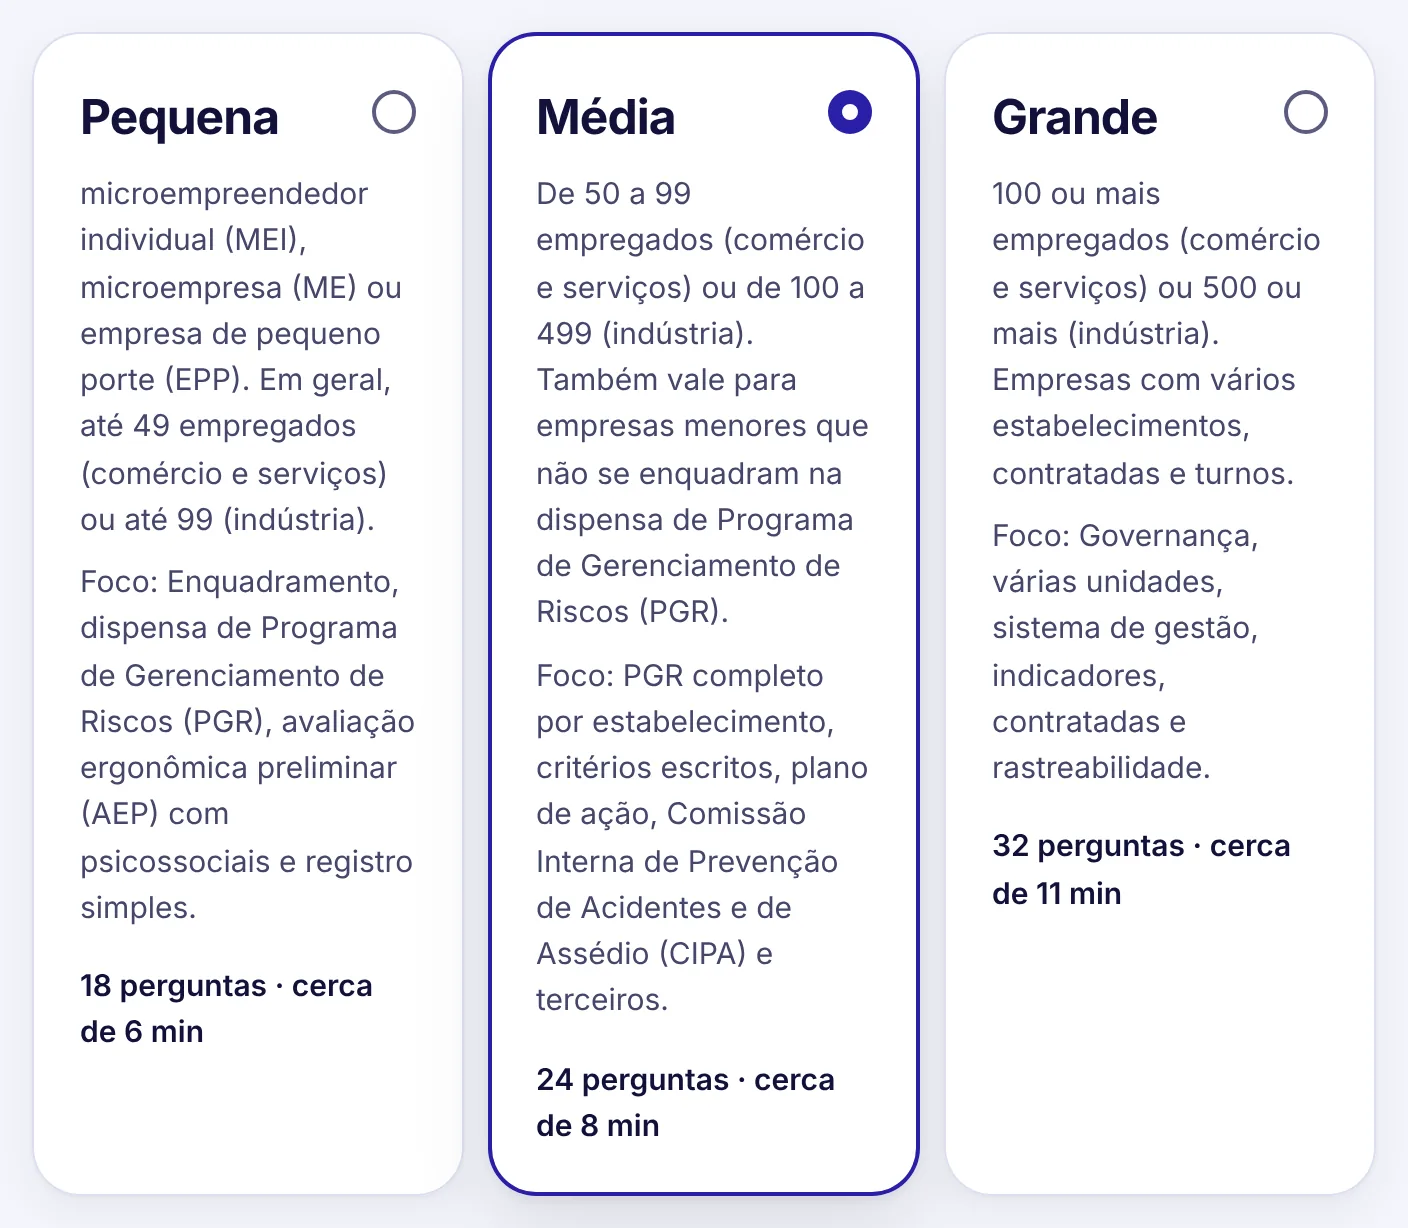 Pequena
microempreendedor
individual (MEI),
microempresa (ME) ou
empresa de pequeno
porte (EPP). Em geral,
até 49 empregados
(comércio e serviços)
ou até 99 (indústria).
Foco: Enquadramento,
dispensa de Programa
de Gerenciamento de
Riscos (PGR), avaliação
ergonômica preliminar
(AEP) com
psicossociais e registro
simples.
18 perguntas · cerca
de 6 min
Média
De 50 a 99
empregados (comércio
e serviços) ou de 100 a
499 (indústria).
Também vale para
empresas menores que
não se enquadram na
dispensa de Programa
de Gerenciamento de
Riscos (PGR).
Foco: PGR completo
por estabelecimento,
critérios escritos, plano
de ação, Comissão
Interna de Prevenção
de Acidentes e de
Assédio (CIPA) e
terceiros.
24 perguntas · cerca
de 8 min
Grande
100 ou mais
empregados (comércio
e serviços) ou 500 ou
mais (indústria).
Empresas com vários
estabelecimentos,
contratadas e turnos.
Foco: Governança,
várias unidades,
sistema de gestão,
indicadores,
contratadas e
rastreabilidade.
32 perguntas · cerca
de 11 min